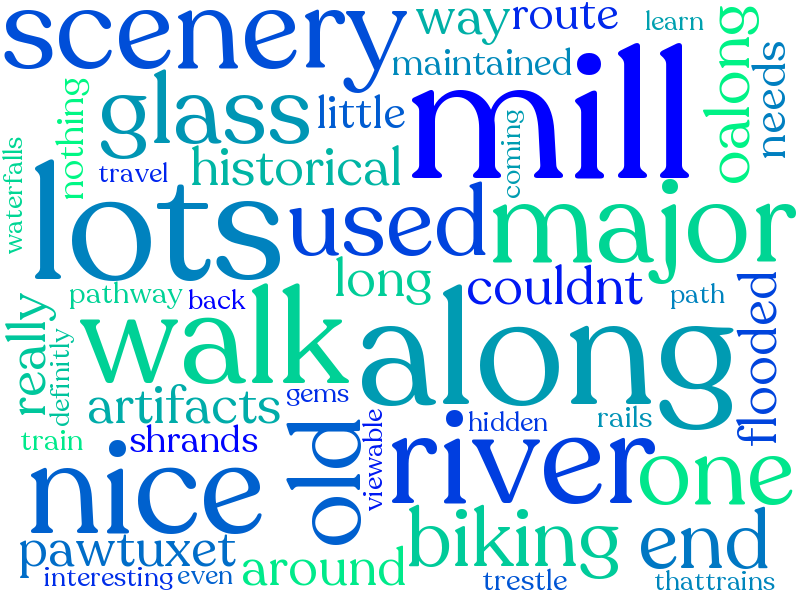 scenery
way
route
learn
maintained
mill
oalong
needs
nothing
glass
little
historical
coming
waterfalls
travel
lots
used
major
long
couldnt
pathway
back
path
flooded
really
definitly
walk
along
gems
artifacts
viewable
hidden
rails
train
shrands
old
river
one
nice
pawtuxet
biking
end
around
interesting
even
trestle
thattrains